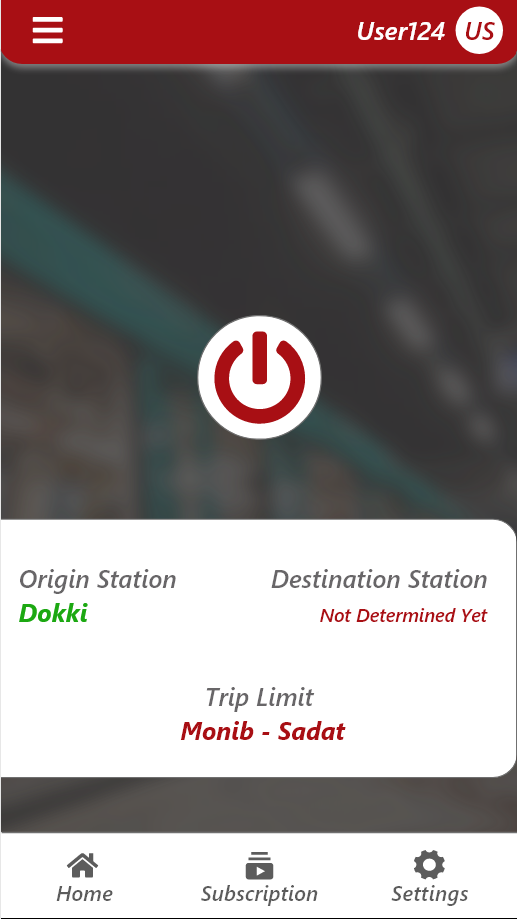 User124 US
Origin Station
Dokki
Destination Station
Not Determined Yet
Trip Limit
Monib - Sadat
Home
Subscription
Settings